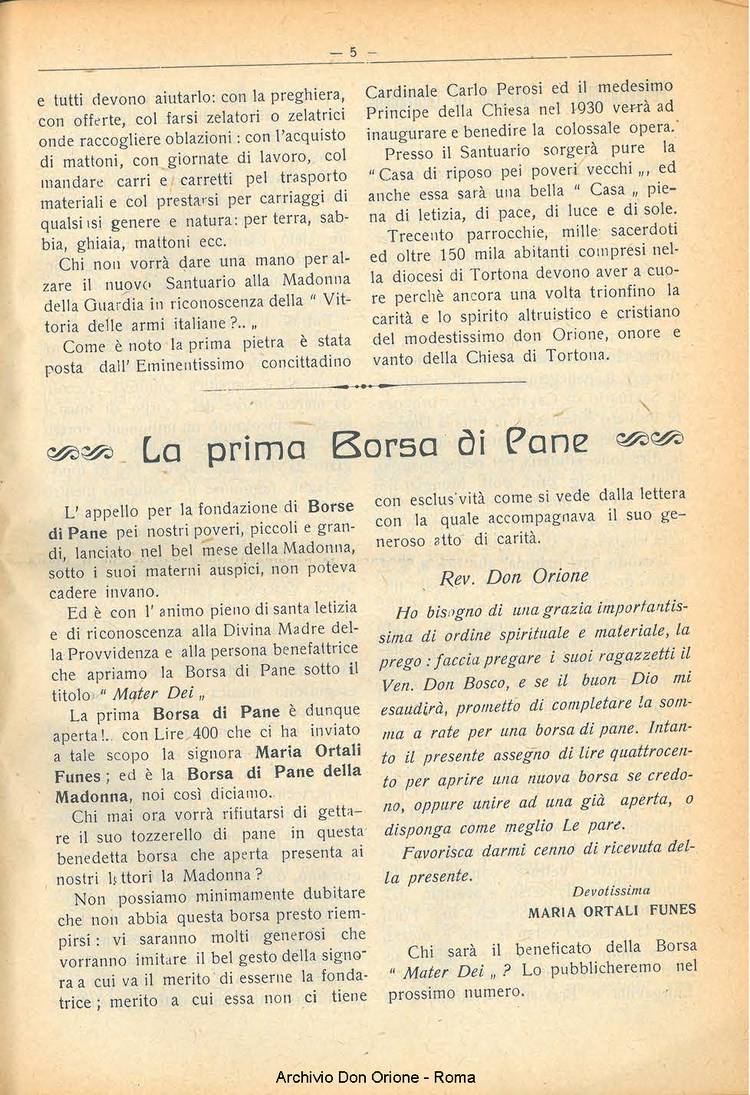 — 5 —
e tutti devono aiutarlo: con la preghiera,
con offerte, col farsi zelatori o zelatrici
onde raccogliere oblazioni : con l'acquisto
di mattoni, con giornate di lavoro, col
mandare carri e carretti pel trasporto
materiali e col prestarsi per carriaggi di
qualsiasi genere e natura: per terra, sab-
bia, ghiaia, mattoni ecc.
Chi non vorrà dare una mano per al-
zare il nuovo Santuario alla Madonna
della Guardia in riconoscenza della " Vit-
toria delle armi italiane ?.. „
Come è noto la prima pietra è stata
posta dall' Eminentissimo concittadino
Cardinale Carlo Perosi ed il medesimo
Principe della Chiesa nel 1930 verrà ad
inaugurare e benedire la colossale opera.
Presso il Santuario sorgerà pure la
" Casa di riposo pei poveri vecchi „, ed
anche essa sarà una bella " Casa „ pie-
na di letizia, di pace, di luce e di sole.
Trecento parrocchie, mille sacerdoti
ed oltre 150 mila abitanti compresi nel-
la diocesi di Tortona devono aver a cuo-
re perchè ancora una volta trionfino la
carità e lo spirito altruistico e cristiano
del modestissimo don Orione, onore e
vanto della Chiesa di Tortona.
La prima Borsa di Pane
L' appello per la fondazione di Borse
di Pane pei nostri poveri, piccoli e gran-
di, lanciato nel bel mese della Madonna,
sotto i suoi materni auspici, non poteva
cadere invano.
Ed è con l' animo pieno di santa letizia
e di riconoscenza alla Divina Madre del-
la Provvidenza e alla persona benefattrice
che apriamo la Borsa di Pane sotto il
titolo " Mater Dei „
La prima Borsa di Pane è dunque
aperta !.. con Lire 400 che ci ha inviato
a tale scopo la signora Maria Ortali
Funes ; ed è la Borsa di Pane della
Madonna, noi così diciamo.
Chi mai ora vorrà rifiutarsi di getta-
re il suo tozzerello di pane in questa
benedetta borsa che aperta presenta ai
nostri lettori la Madonna ?
Non possiamo minimamente dubitare
che non abbia questa borsa presto riem-
pirsi : vi saranno molti generosi che
vorranno imitare il bel gesto della signo-
ra a cui va il merito di esserne la fonda-
trice ; merito a cui essa non ci tiene
con esclus'vità come si vede dalla lettera
con la quale accompagnava il suo ge-
neroso atto di carità.
Rev. Don Orione
Ho bisogno di una grazia importantis-
sima di ordine spirituale e materiale, la
prego : faccia pregare i suoi ragazzetti il
Ven. Don Bosco, e se il buon Dio mi
esaudirà, prometto di completare la som-
ma a rate per una borsa di pane. Intan-
to il presente assegno di lire quattrocen-
to per aprire una nuova borsa se credo-
no, oppure unire ad una già aperta, o
disponga come meglio Le pare.
Favorisca darmi cenno di ricevuta del-
la presente.
Devotissima
MARIA ORTALI FUNES
Chi sarà il beneficato della Borsa
" Mater Dei „ ? Lo pubblicheremo nel
prossimo numero.
Archivio Don Orione - Roma